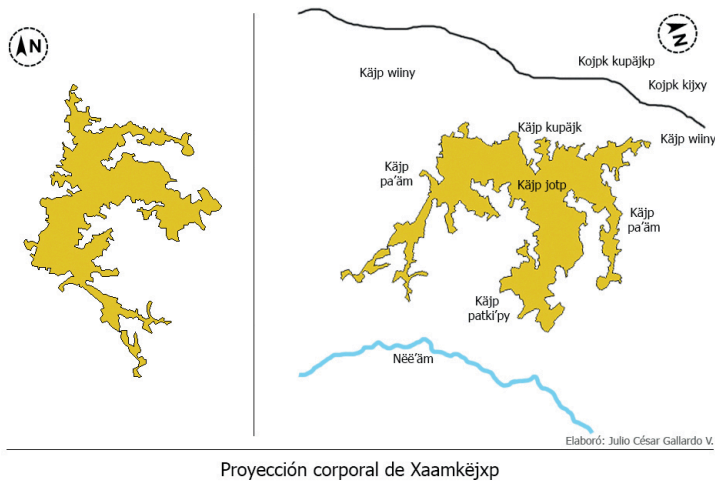 N
N
Kojpk kupäjkp
Käjp wiiny
Kojpk kijxy
Käjp kupäjk
Käjp wiiny
Käjp
pa'äm
Käjp jotp
Käjp
pa'äm
Käjp
patki'py
Nëë'äm
Elaboró: Julio César Gallardo V.
Proyección corporal de Xaamkëjxp